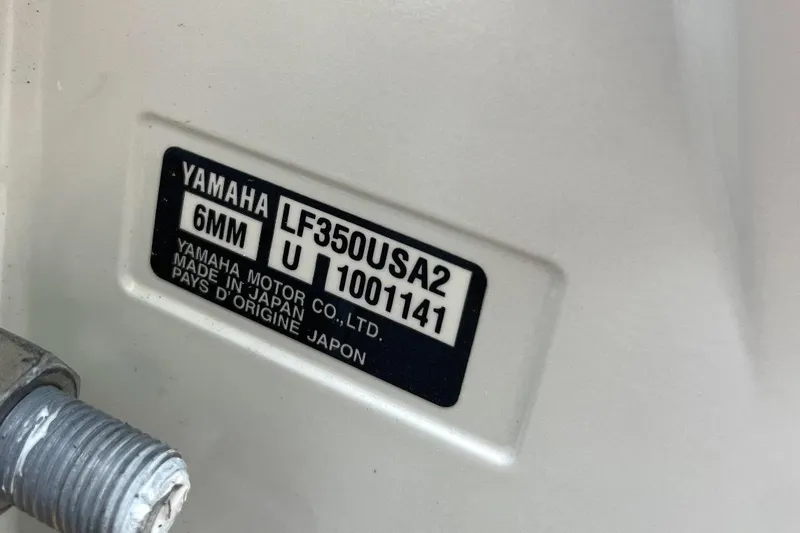 YAMAHA
LF350USA2
6MM
U 1001141
YAMAHA MOTOR CO.,LTD.
MADE IN JAPAN
PAYS D'ORIGINE JAPON